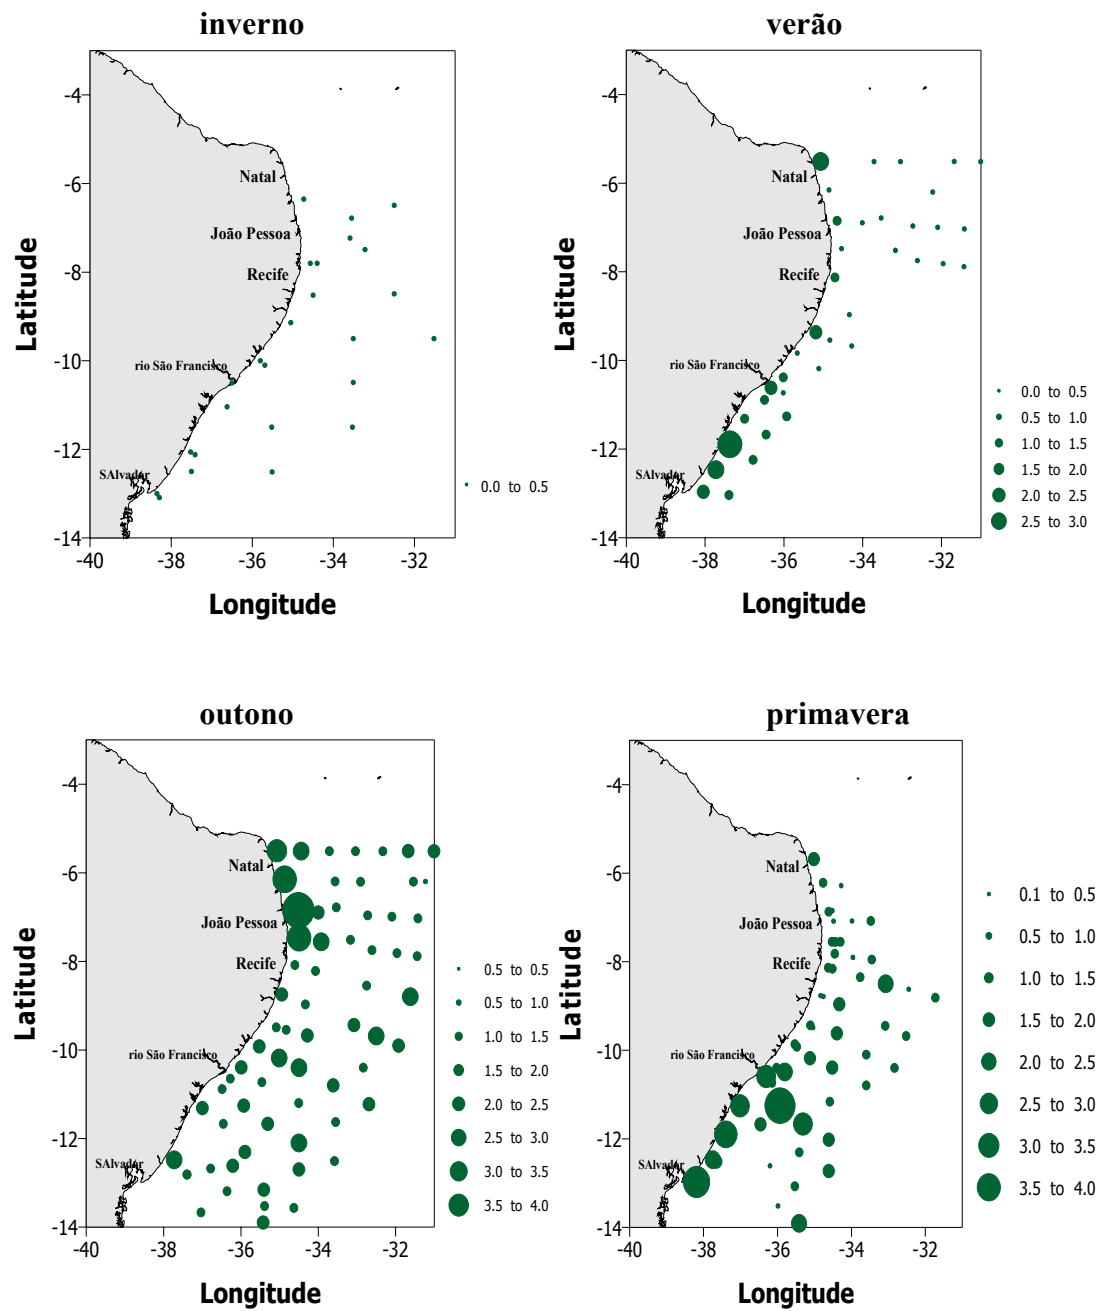 inverno
-4
-6
-8
-10
-12
-14
Latitude
Natal
João Pessoa
Recife
rio São Francisco
SAlvador
0.0 to 0.5
-40 -38 -36 -34 -32
Longitude
verão
-4
-6
-8
-10
-12
-14
Latitude
Natal
João Pessoa
Recife
rio São Francisco
SAlvador
0.0 to 0.5
0.5 to 1.0
1.0 to 1.5
1.5 to 2.0
2.0 to 2.5
2.5 to 3.0
-40 -38 -36 -34 -32
Longitude
outono
-4
-6
-8
-10
-12
-14
Latitude
Natal
João Pessoa
Recife
rio São Francisco
SAlvador
0.5 to 0.5
0.5 to 1.0
1.0 to 1.5
1.5 to 2.0
2.0 to 2.5
2.5 to 3.0
3.0 to 3.5
3.5 to 4.0
-40 -38 -36 -34 -32
Longitude
primavera
-4
-6
-8
-10
-12
-14
Latitude
Natal
João Pessoa
Recife
rio São Francisco
SAlvador
0.1 to 0.5
0.5 to 1.0
1.0 to 1.5
1.5 to 2.0
2.0 to 2.5
2.5 to 3.0
3.0 to 3.5
3.5 to 4.0
-40 -38 -36 -34 -32
Longitude